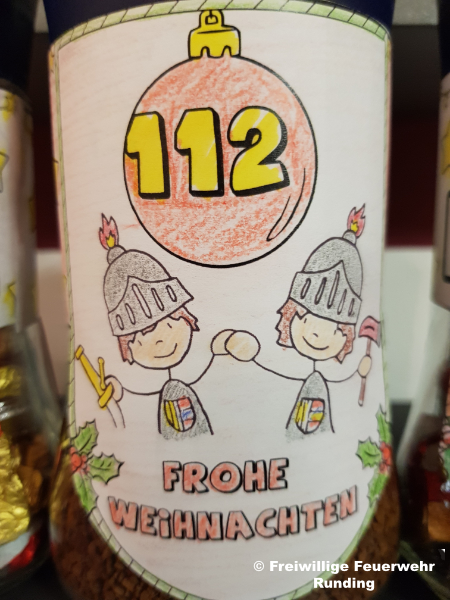 112
FROHE
WEiHNACHTEN
© Freiwillige Feuerwehr
Runding